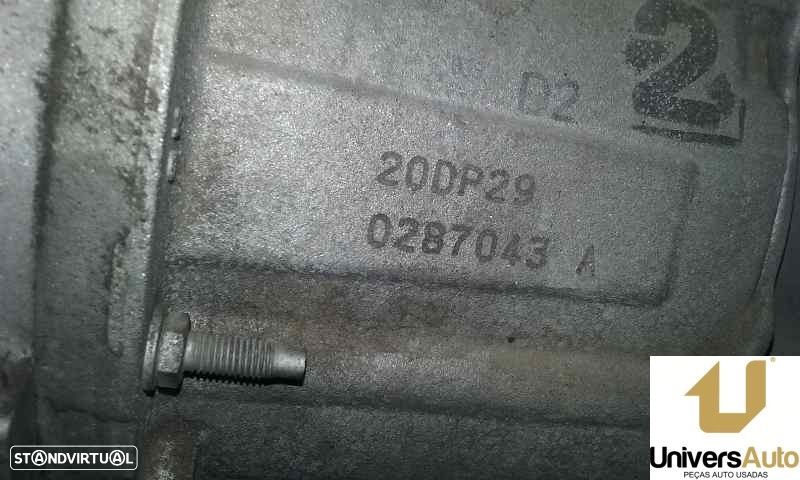 2
D2
20DP29
0287043 A
STANDVIRTUAL
UniversAuto
PEÇAS AUTO USADAS